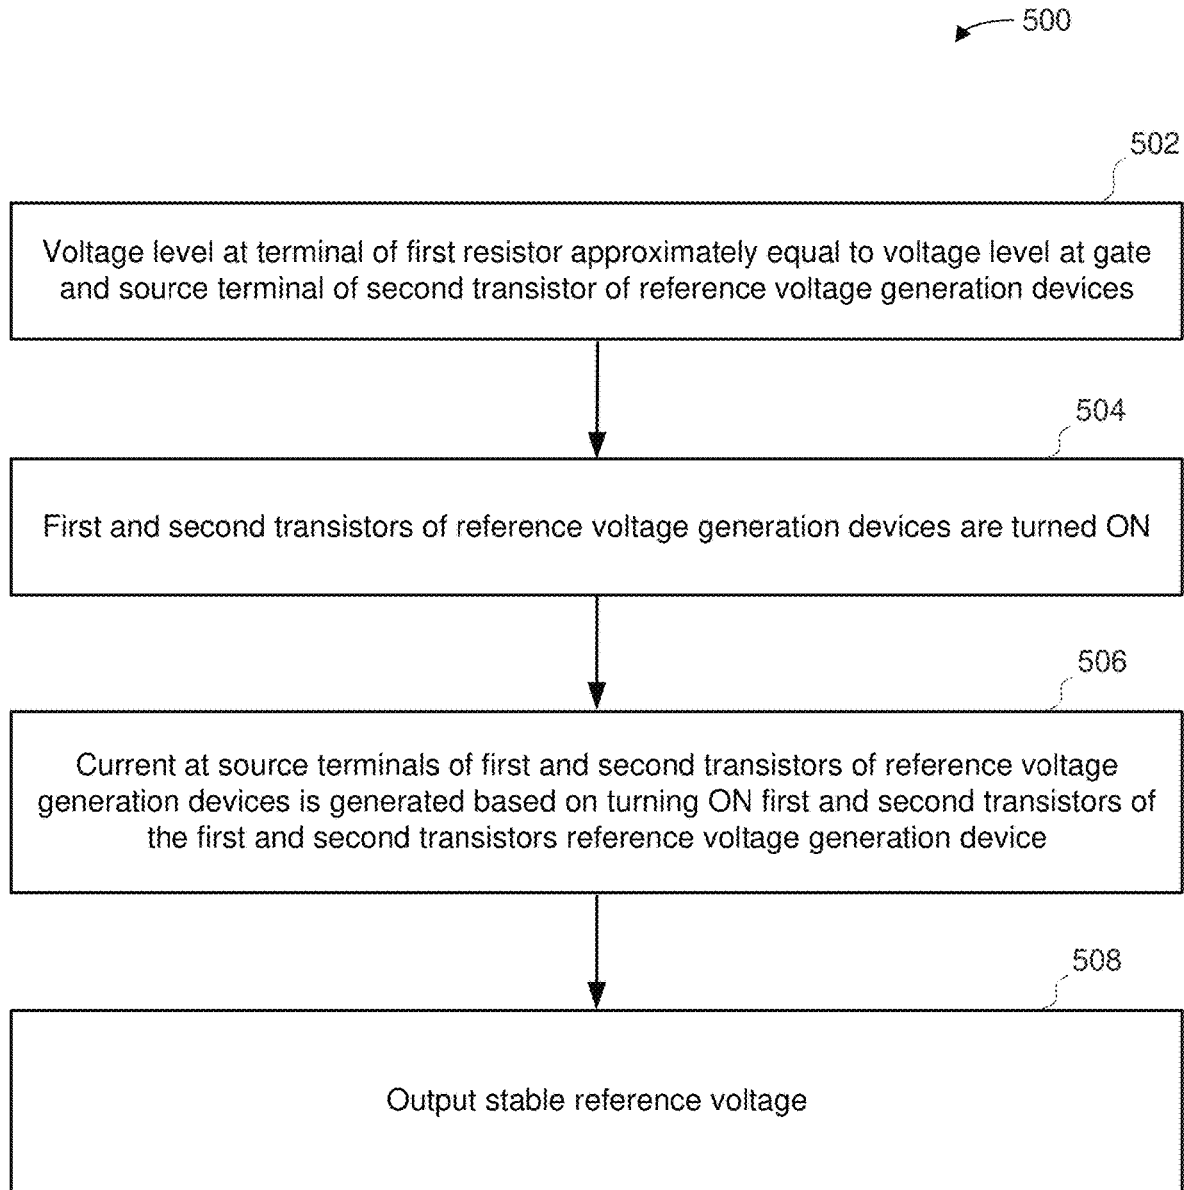 500
502
Voltage level at terminal of first resistor approximately equal to voltage level at gate
and source terminal of second transistor of reference voltage generation devices
504
First and second transistors of reference voltage generation devices are turned ON
506
Current at source terminals of first and second transistors of reference voltage
generation devices is generated based on turning ON first and second transistors of
the first and second transistors reference voltage generation device
508
Output stable reference voltage